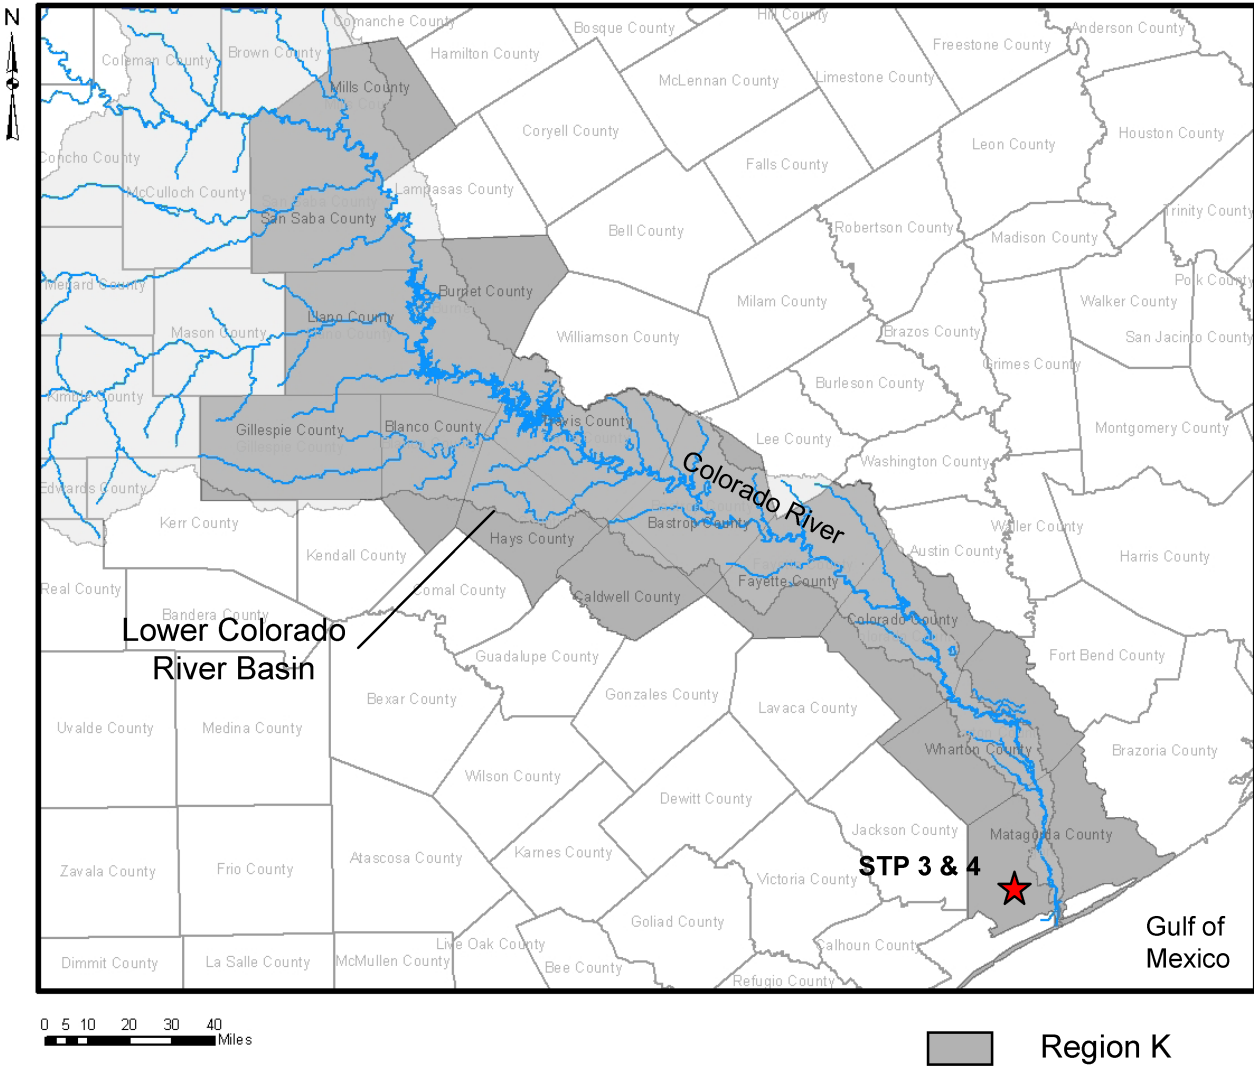 N
Comanche County
Hill County
Bosque County
Anderson County
Coleman County
Brown County
Hamilton County
Freestone County
McLennan County
Limestone County
Mills County
Coryell County
Houston County
Leon County
Concho County
Falls County
McCulloch County
Lampasas County
San Saba County
San Saba County
Trinity County
Bell County
Robertson County
Madison County
Menard County
Polk County
Burnet County
Milam County
Walker County
Llano County
Mason County
Llano County
Williamson County
Brazos County
San Jacinto County
Grimes County
Kimble County
Burleson County
Gillespie County
Gillespie County
Blanco County
Travis County
Lee County
Montgomery County
Washington County
Colorado River
Edwards County
Kerr County
Bastrop County
Waller County
Hays County
Kendall County
Austin County
Harris County
Real County
Comal County
Fayette County
Caldwell County
Bandera County
Colorado County
Lower Colorado
River Basin
Guadalupe County
Fort Bend County
Bexar County
Gonzales County
Lavaca County
Uvalde County
Medina County
Wharton County
Brazoria County
Wilson County
Dewitt County
Jackson County
Matagorda County
Atascosa County
Karnes County
Zavala County
Frio County
STP 3 & 4
Victoria County
Goliad County
Gulf of
Mexico
Live Oak County
Calhoun County
Dimmit County
La Salle County
McMullen County
Bee County
Refugio County
0 5 10 20 30 40
Miles
Region K